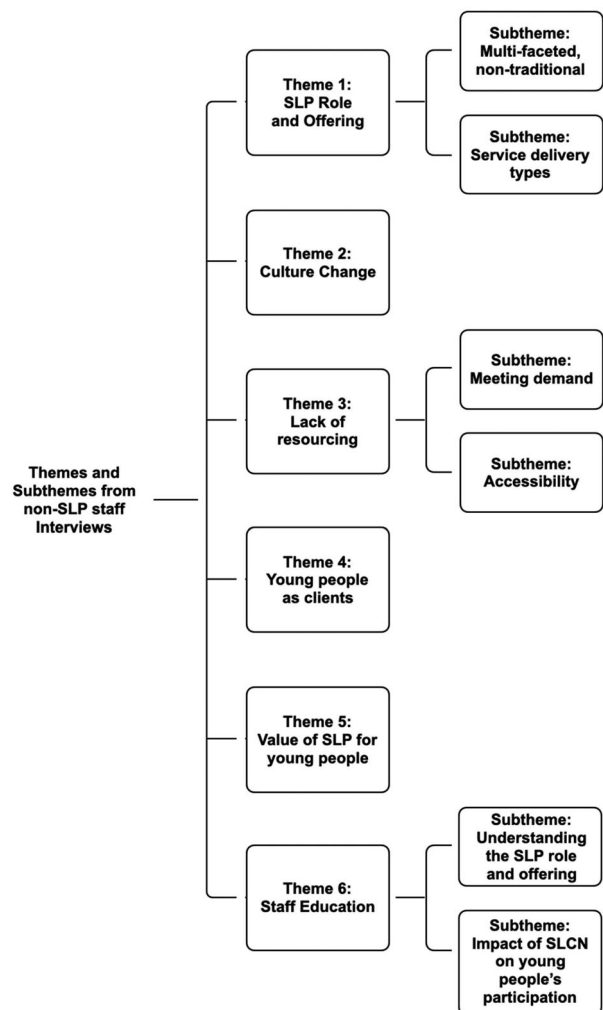 Themes and
Subthemes from
non-SLP staff
Interviews
Theme 1:
SLP Role
and Offering
Subtheme:
Multi-faceted,
non-traditional
Subtheme:
Service delivery
types
Theme 2:
Culture Change
Theme 3:
Lack of
resourcing
Subtheme:
Meeting demand
Subtheme:
Accessibility
Theme 4:
Young people
as clients
Theme 5:
Value of SLP for
young people
Theme 6:
Staff Education
Subtheme:
Understanding
the SLP role
and offering
Subtheme:
Impact of SLCN
on young
people’s
participation